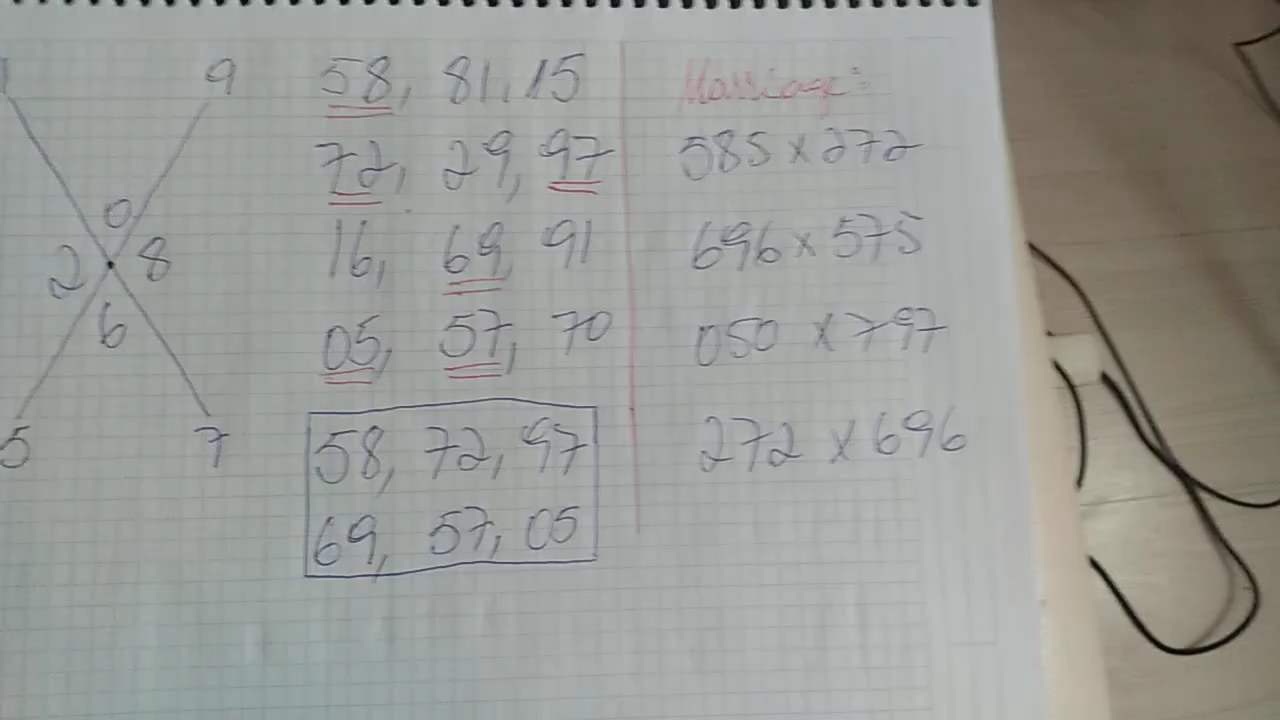 1 9
0
2 8
6
5 7
58, 81, 15
72, 29, 97
16, 69, 91
05, 57, 70
58, 72, 97
69, 57, 05
Marriage:
585 x 272
696 x 575
050 x 797
272 x 696